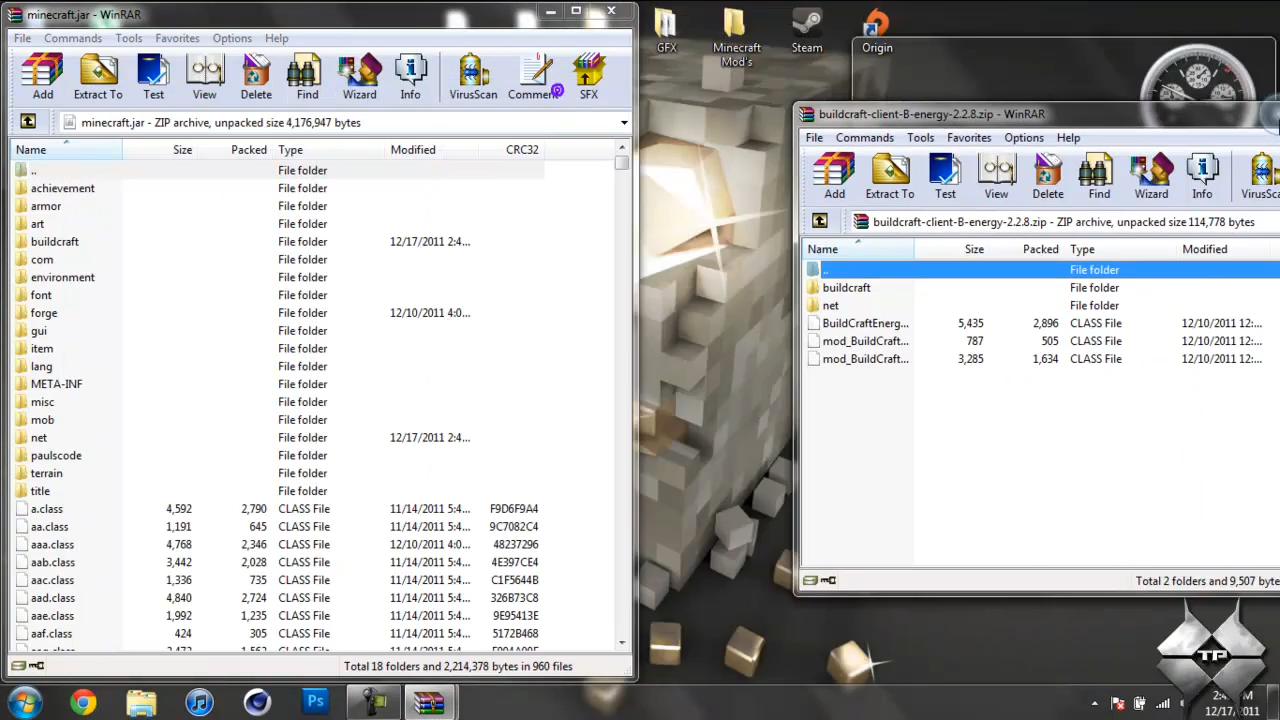 minecraft.jar - WinRAR
File Commands Tools Favorites Options Help
Add Extract To Test View Delete Find Wizard Info VirusScan Comment SFX
minecraft.jar - ZIP archive, unpacked size 4,176,947 bytes
Name Size Packed Type Modified CRC32
.. File folder
achievement File folder
armor File folder
art File folder
buildcraft File folder 12/17/2011 2:4...
com File folder
environment File folder
font File folder
forge File folder 12/10/2011 4:0...
gui File folder
item File folder
lang File folder
META-INF File folder
misc File folder
mob File folder
net File folder 12/17/2011 2:4...
paulscode File folder
terrain File folder
title File folder
a.class 4,592 2,790 CLASS File 11/14/2011 5:4... F9D6F9A4
aa.class 1,191 645 CLASS File 11/14/2011 5:4... 9C7082C4
aaa.class 4,768 2,346 CLASS File 12/10/2011 4:0... 48237296
aab.class 3,442 2,028 CLASS File 11/14/2011 5:4... 4E397CE4
aac.class 1,336 735 CLASS File 11/14/2011 5:4... C1F5644B
aad.class 4,840 2,724 CLASS File 11/14/2011 5:4... 326B73C8
aae.class 1,992 1,235 CLASS File 11/14/2011 5:4... 9E95413E
aaf.class 424 305 CLASS File 11/14/2011 5:4... 5172B468
Total 18 folders and 2,214,378 bytes in 960 files
GFX
Minecraft Mod's
Steam
Origin
buildcraft-client-B-energy-2.2.8.zip - WinRAR
File Commands Tools Favorites Options Help
Add Extract To Test View Delete Find Wizard Info VirusSca
buildcraft-client-B-energy-2.2.8.zip - ZIP archive, unpacked size 114,778 bytes
Name Size Packed Type Modified
.. File folder
buildcraft File folder
net File folder
BuildCraftEnerg... 5,435 2,896 CLASS File 12/10/2011 12:...
mod_BuildCraft... 787 505 CLASS File 12/10/2011 12:...
mod_BuildCraft... 3,285 1,634 CLASS File 12/10/2011 12:...
Total 2 folders and 9,507 byte
TP
Ps
12/17/2011